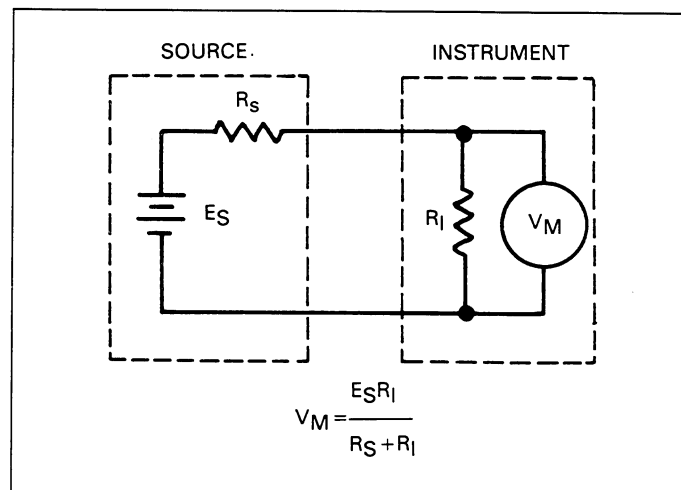 SOURCE.
INSTRUMENT
Rs
ES
RI
VM
VM = ESRI
RS + RI